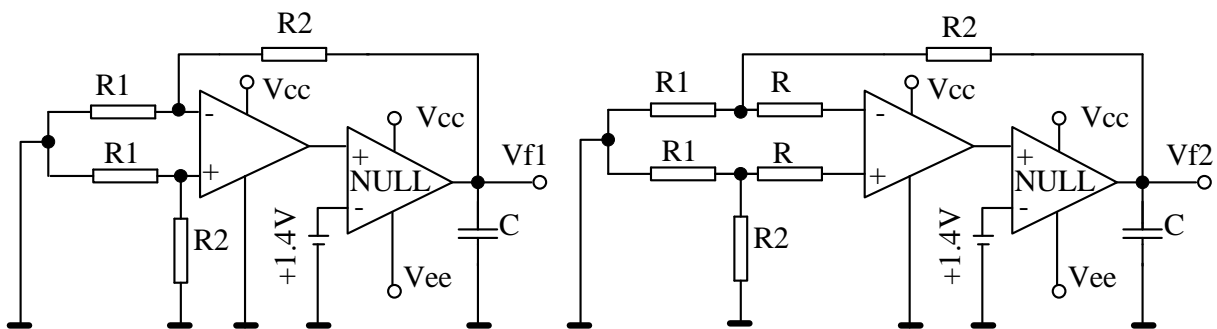 R2
R1
Vcc
-
R1
+
Vcc
+
NULL
-
Vf1
R2
+1.4V
C
Vee
R2
R1
R
Vcc
-
R1
R
+
Vcc
+
NULL
-
Vf2
R2
+1.4V
C
Vee